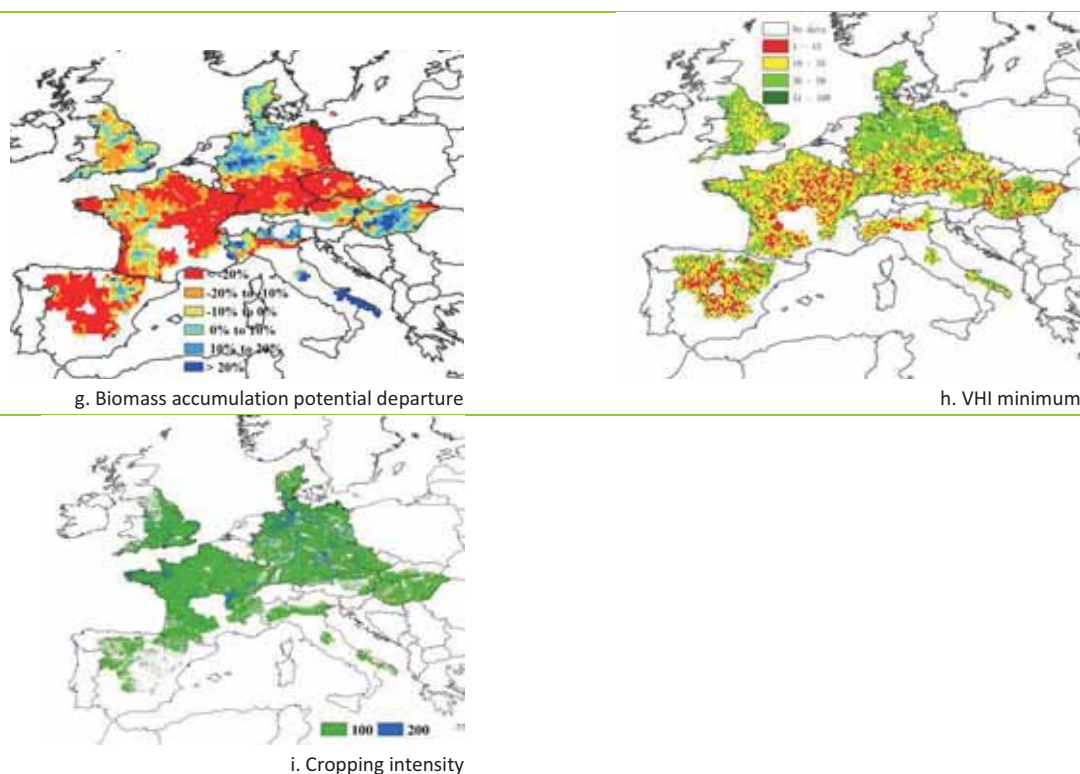 < -20%
-20% to -10%
-10% to 0%
0% to 10%
10% to 20%
> 20%
g. Biomass accumulation potential departure
No data
h. VHI minimum
100 200
i. Cropping intensity